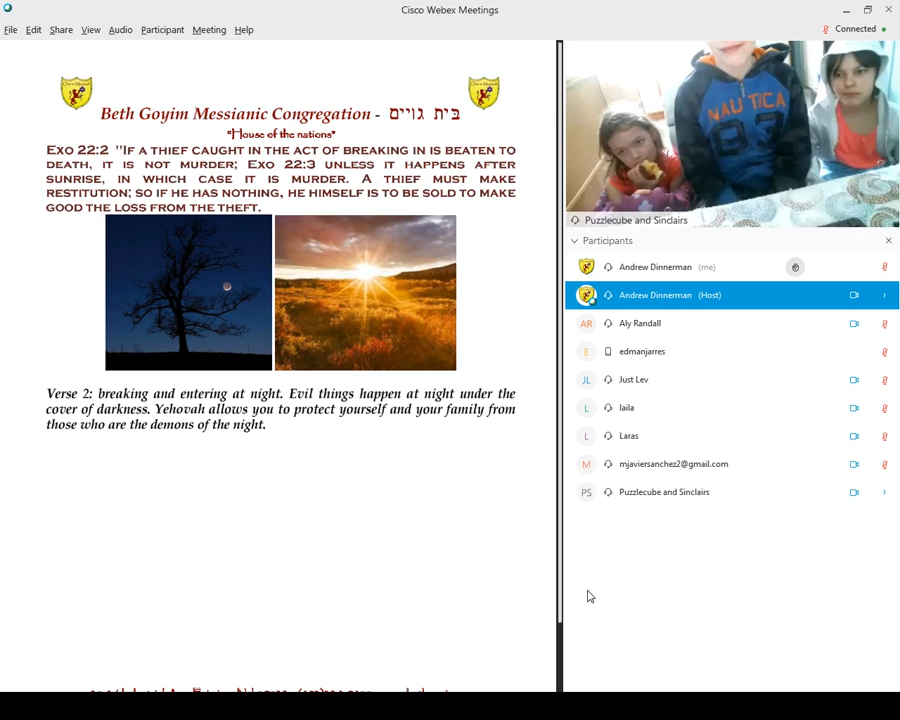 Cisco Webex Meetings
File Edit Share View Audio Participant Meeting Help
Connected
Beth Goyim Messianic Congregation - בית גויים
"House of the nations"
EXO 22:2 "IF A THIEF CAUGHT IN THE ACT OF BREAKING IN IS BEATEN TO
DEATH, IT IS NOT MURDER; EXO 22:3 UNLESS IT HAPPENS AFTER
SUNRISE, IN WHICH CASE IT IS MURDER. A THIEF MUST MAKE
RESTITUTION; SO IF HE HAS NOTHING, HE HIMSELF IS TO BE SOLD TO MAKE
GOOD THE LOSS FROM THE THEFT.
Verse 2: breaking and entering at night. Evil things happen at night under the
cover of darkness. Yehovah allows you to protect yourself and your family from
those who are the demons of the night.
NAUTICA
Puzzlecube and Sinclairs
Participants
Andrew Dinnerman (me)
Andrew Dinnerman (Host)
AR Aly Randall
E edmanjarres
JL Just Lev
L laila
L Laras
M mjaviersanchez2@gmail.com
PS Puzzlecube and Sinclairs